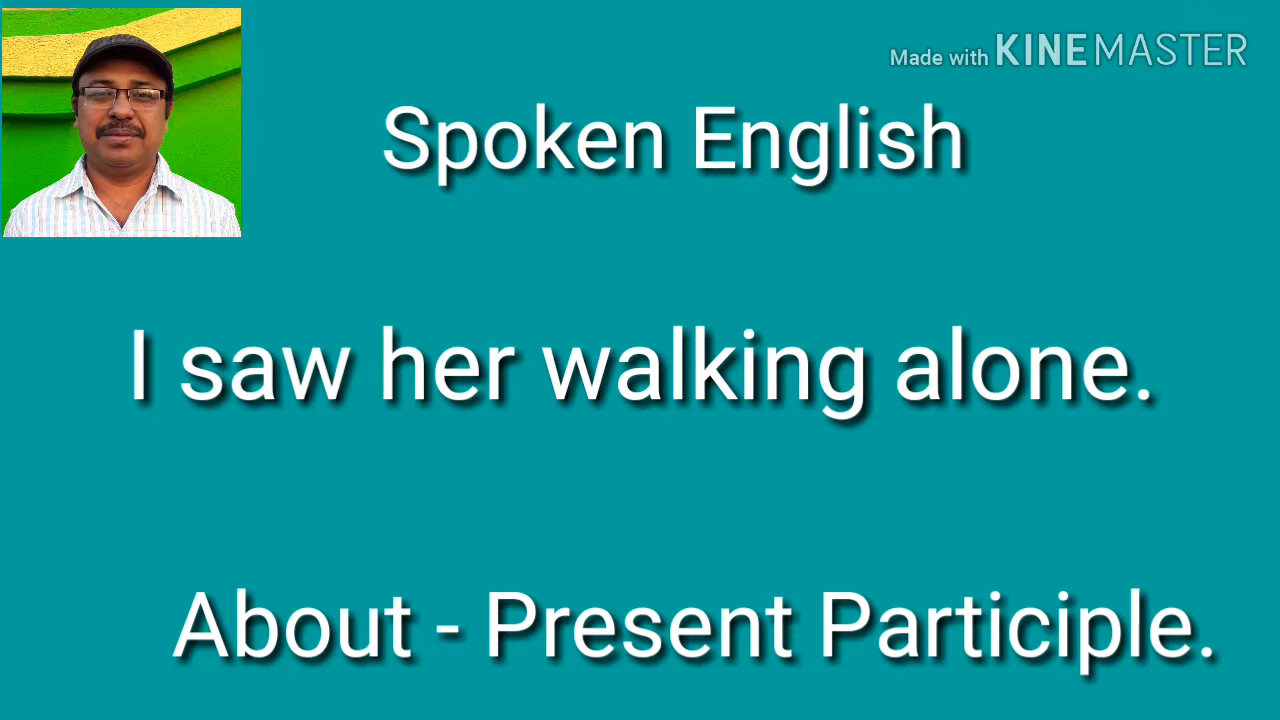 Made with KINEMASTER
Spoken English
I saw her walking alone.
About - Present Participle.